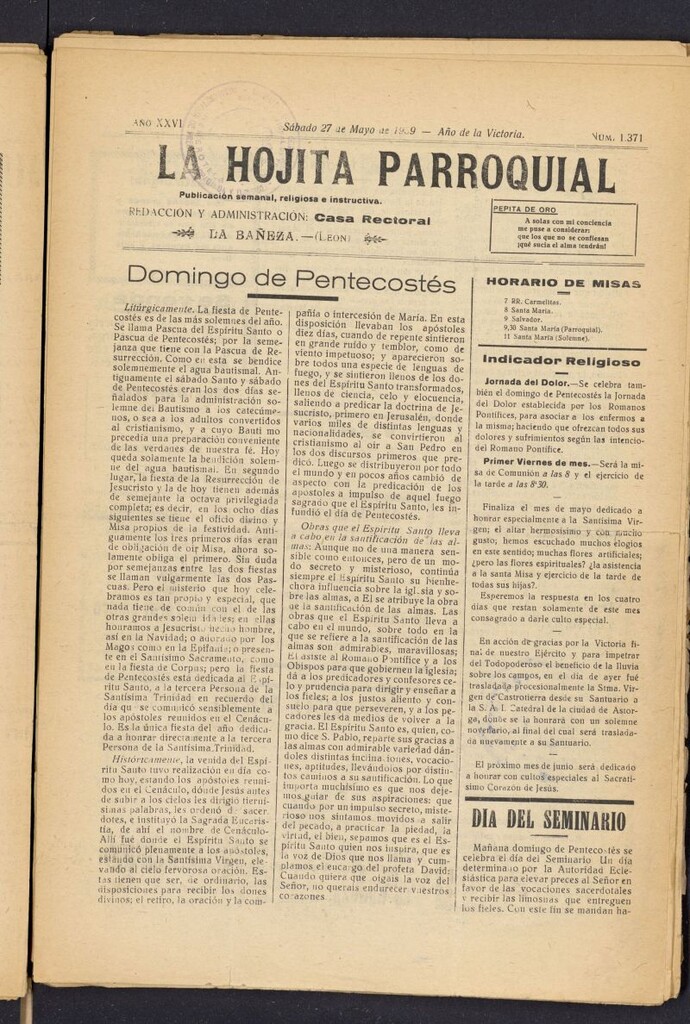 AÑO XXVI
Sábado 27 de Mayo de 1939 — Año de la Victoria.
NUM. 1.371
LA HOJITA PARROQUIAL
Publicación semanal, religiosa e instructiva.
REDACCION Y ADMINISTRACIÓN: Casa Rectoral
LA BAÑEZA.—(LEON)
PEPITA DE ORO
A solas con mi conciencia
me puse a considerar:
que los que no se confiesan
¡qué sucia el alma tendrán!
Domingo de Pentecostés
Litúrgicamente. La fiesta de Pente-
costés es de las más solemnes del año.
Se llama Pascua del Espíritu Santo o
Pascua de Pentecostés; por la seme-
janza que tiene con la Pascua de Re-
surrección. Como en esta se bendice
solemnemente el agua bautismal. An-
tiguamente el sábado Santo y sábado
de Pentecostés eran los dos días se-
ñalados para la administración so-
lemne del Bautismo a los catecúme-
nos, o sea a los adultos convertidos
al cristianismo, y a cuyo Bauti mo
precedía una preparación conveniente
de las verdades de nuestra fé. Hoy
queda solamente la bendición solem-
ne del agua bautismal. En segundo
lugar, la fiesta de la Resurrección de
Jesucristo y la de hoy tienen además
de semejante la octava privilegiada
completa; es decir, en los ocho días
siguientes se tiene el oficio divino y
Misa propios de la festividad. Anti-
guamente los tres primeros días eran
de obligación de oir Misa, ahora so-
lamente obliga el primero. Sin duda
por semejanzas entre las dos fiestas
se llaman vulgarmente las dos Pas-
cuas. Pero el misterio que hoy cele-
bramos es tan propio y especial, que
nada tiene de común con el de las
otras grandes solem idades; en ellas
honramos a Jesucristo hecho hombre,
así en la Navidad; o adorado por los
Magos como en la Epifanía; o presen-
te en el Santísimo Sacramento, como
en la fiesta de Corpas; pero la fiesta
de Pentecostés está dedicada al Espí-
ritu Santo, a la tercera Persona de la
Santísima Trinidad en recuerdo del
día que se comunicó sensiblemente a
los apóstoles reunidos en el Cenácu-
lo. Es la única fiesta del año dedica-
da a honrar directamente a la tercera
Persona de la Santísima Trinidad.
Históricamente, la venida del Espí-
ritu Santo tuvo realización en día co-
mo hoy, estando los apóstoles reuni-
dos en el Cenáculo, dónde Jesús antes
de subir a los cielos les dirigió tierní-
simas palabras, les ordenó de sacer-
dotes, e instituyó la Sagrada Eucaris-
tía, de ahí el nombre de Cenáculo-
Allí fué donde el Espíritu Santo se
comunicó plenamente a los apóstoles,
estando con la Santísima Virgen, ele-
vando al cielo fervorosa oración. Es-
tas tienen que ser, de ordinario, las
disposiciones para recibir los dones
divinos; el retiro, la oración y la com-
pañía o intercesión de María. En esta
disposición llevaban los apóstoles
diez días, cuando de repente sintieron
en grande ruído y temblor, como de
viento impetuoso; y aparecieron so-
bre todos una especie de lenguas de
fuego, y se sintieron llenos de los do-
nes del Espíritu Santo transformados,
llenos de ciencia, celo y elocuencia,
saliendo a predicar la doctrina de Je-
sucristo, primero en Jerusalén, donde
varios miles de distintas lenguas y
nacionalidades, se convirtieron al
cristianismo al oir a San Pedro en
los dos discursos primeros que pre-
dicó. Luego se distribuyeron por todo
el mundo y en pocos años cambió de
aspecto con la predicación de los
apóstoles a impulso de aquel fuego
sagrado que el Espíritu Santo, les in-
fundió el día de Pentecostés.
Obras que el Espíritu Santo lleva
a cabo en la santificación de las al-
mas: Aunque no de una manera sen-
sible como entonces, pero de un mo-
do secreto y misterioso, continúa
siempre el Espíritu Santo su bienhe-
chora influencia sobre la iglesia y so-
bre las almas, a El se atribuye la obra
de la santificación de las almas. Las
obras que el Espíritu Santo lleva a
cabo en el mundo, sobre todo en la
que se refiere a la santificación de las
almas son admirables, maravillosas;
El asiste al Romano Pontífice y a los
Obispos para que gobiernen la iglesia; dá
a los predicadores y confesores ce-
lo y prudencia para dirigir y enseñar a
los fieles; a los justos aliento y con-
suelo para que perseveren, y a los pe-
cadores les dá medios de volver a la
gracia. El Espíritu Santo es, quien, co-
mo dice S. Pablo, reparte sus gracias a
las almas con admirable variedad dán-
doles distintas inclinaciones, vocacio-
nes, aptitudes, llevándolos por distin-
tos caminos a su santificación. Lo que
importa muchísimo es que nos de-
jemos guiar de sus aspiraciones; que
cuando por un impulso secreto, miste-
rioso nos sintamos movidos a salir
del pecado, a practicar la piedad, la
virtud, el bien, sepamos que es el Es-
píritu Santo quien nos inspira, que es
la voz de Dios que nos llama y cum-
plamos el encargo del profeta David:
Cuando quiera que oigais la voz del
Señor, no querais endurecer vuestros
corazones
HORARIO DE MISAS
7 RR. Carmelitas.
8 Santa María.
9 Salvador.
9,30 Santa María (Parroquial).
11 Santa María (Solemne).
Indicador Religioso
Jornada del Dolor.—Se celebra tam-
bién el domingo de Pentecostés la Jornada
del Dolor establecida por los Romanos
Pontífices, para asociar a los enfermos a
la misma; haciendo que ofrezcan todos sus
dolores y sufrimientos según las intencio-
del Romano Pontífice.
Primer Viernes de mes.—Será la mi-
sa de Comunión a las 8 y el ejercicio de
la tarde a las 8'30.
Finaliza el mes de mayo dedicado a
honrar especialmente a la Santísima Vir-
gen; el altar hermosísimo y con mucho
gusto; hemos escuchado muchos elogios
en este sentido; muchas flores artificiales;
¿pero las flores espirituales? ¿la asistencia
a la santa Misa y ejercicio de la tarde de
todas sus hijas?.
Esperemos la respuesta en los cuatro
días que restan solamente de este mes
consagrado a darle culto especial.
En acción de gracias por la Victoria fi-
nal de nuestro Ejército y para impetrar
del Todopoderoso el beneficio de la lluvia
sobre los campos, en el día de ayer fué
trasladada procesionalmente la Stma. Vir-
gen de Castrotierra desde su Santuario a
la S. A. I. Catedral de la ciudad de Astor-
ga, donde se la honrará con un solemne
novenario, al final del cual será traslada-
da nuevamente a su Santuario.
El próximo mes de junio será dedicado
a honrar con cultos especiales al Sacratí-
simo Corazón de Jesús.
DIA DEL SEMINARIO
Mañana domingo de Pentecostés se
celebra el día del Seminario Un día
determinado por la Autoridad Ecle-
siástica para elevar preces al Señor en
favor de las vocaciones sacerdotales
y recibir las limosnas que entreguen
los fieles. Con este fin se mandan ha-